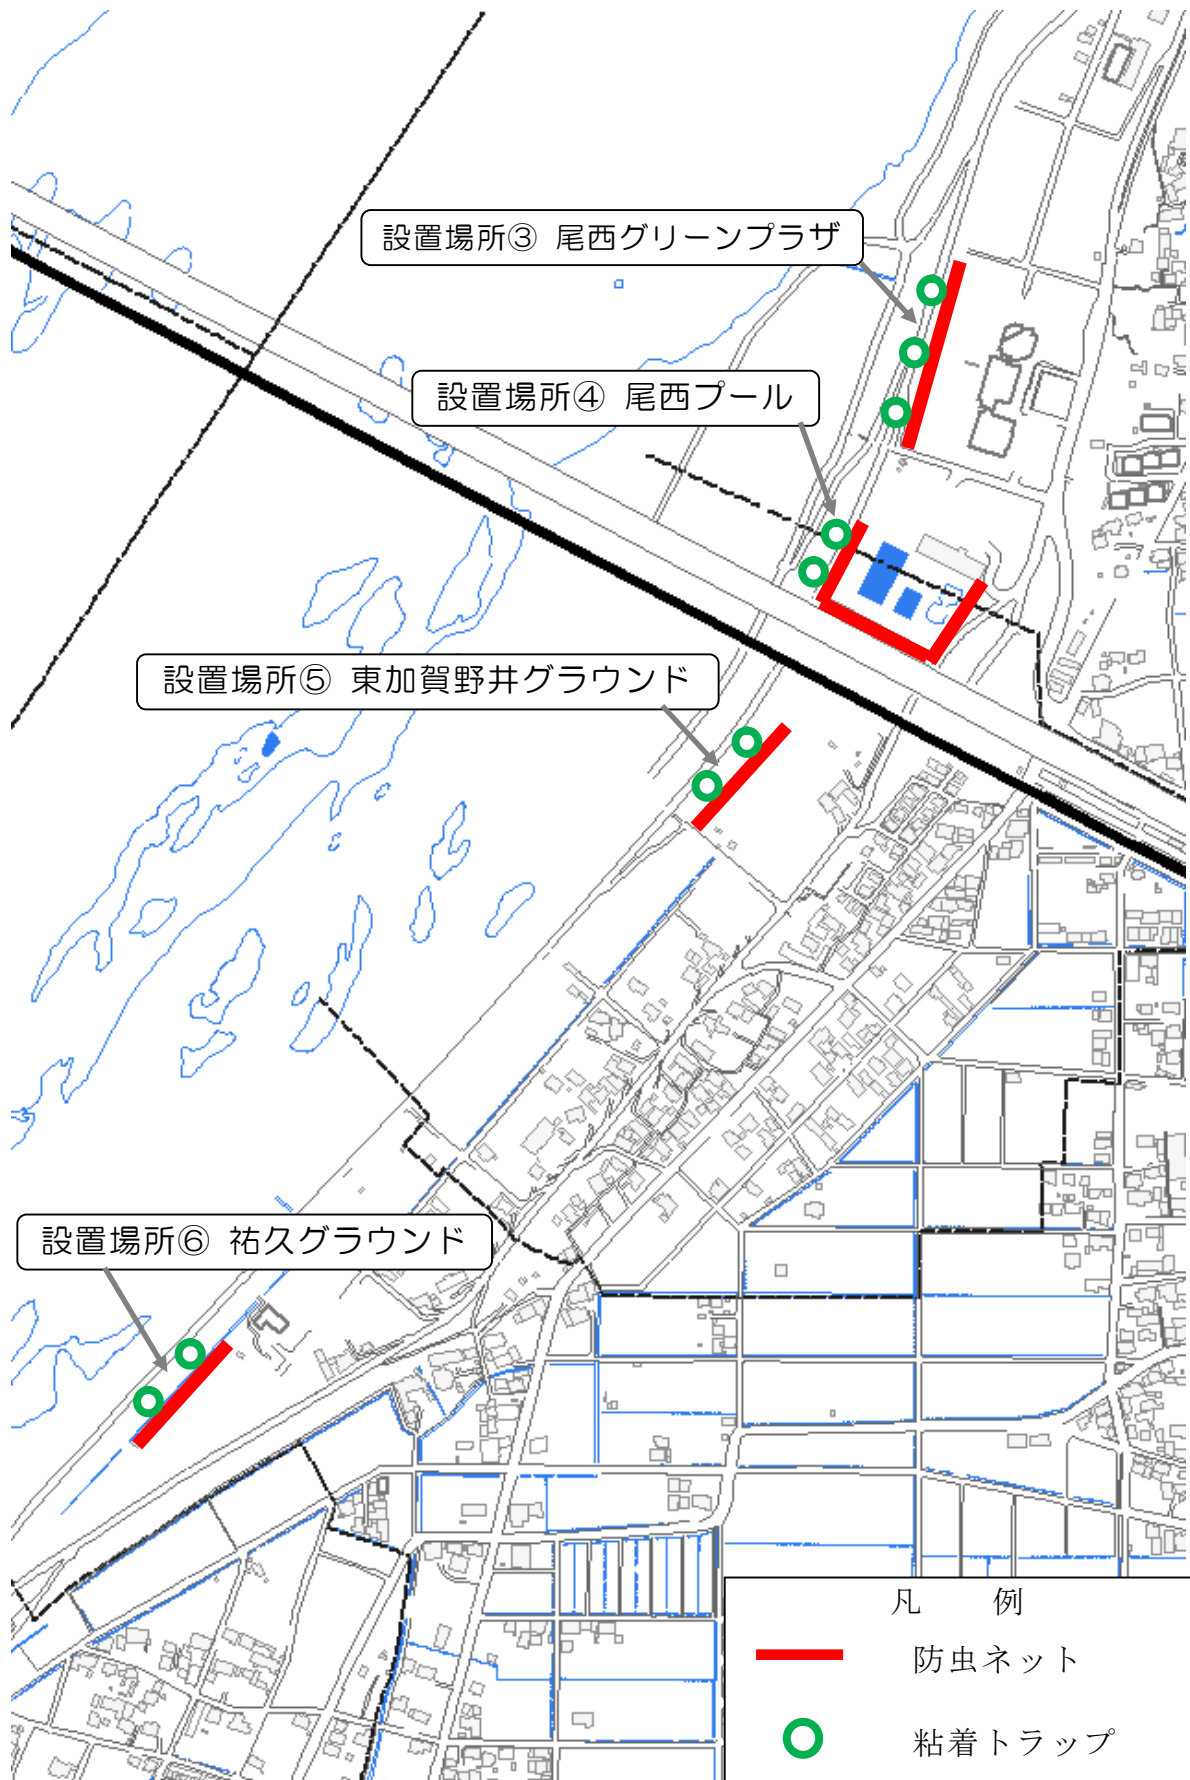 設置場所③ 尾西グリーンプラザ
設置場所④ 尾西プール
設置場所⑤ 東加賀野井グラウンド
設置場所⑥ 祐久グラウンド
凡 例
防虫ネット
粘着トラップ